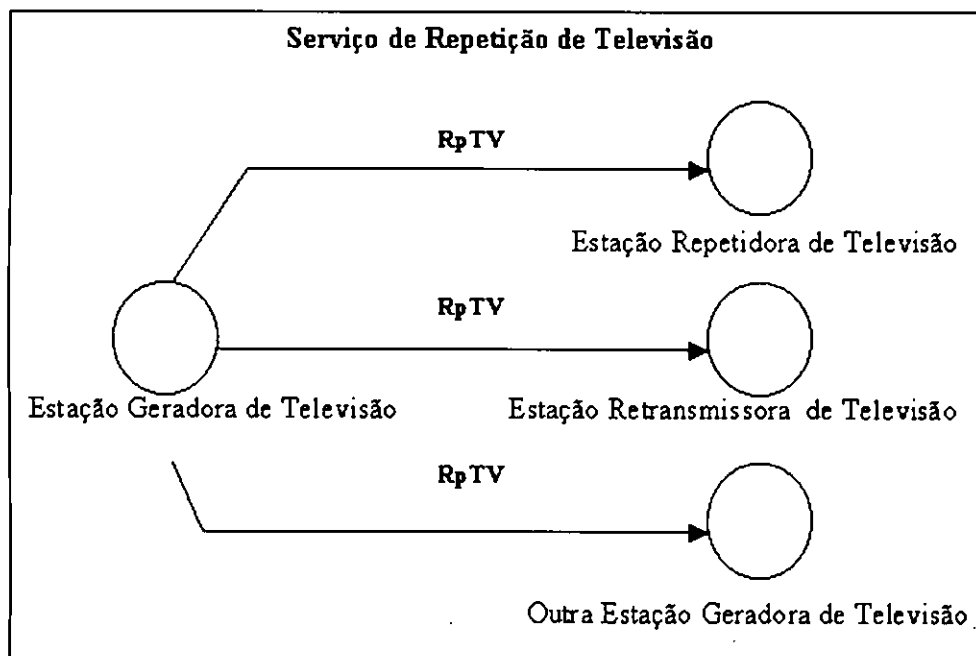 Serviço de Repetição de Televisão
RpTV
Estação Repetidora de Televisão
RpTV
Estação Geradora de Televisão
Estação Retransmissora de Televisão
RpTV
Outra Estação Geradora de Televisão